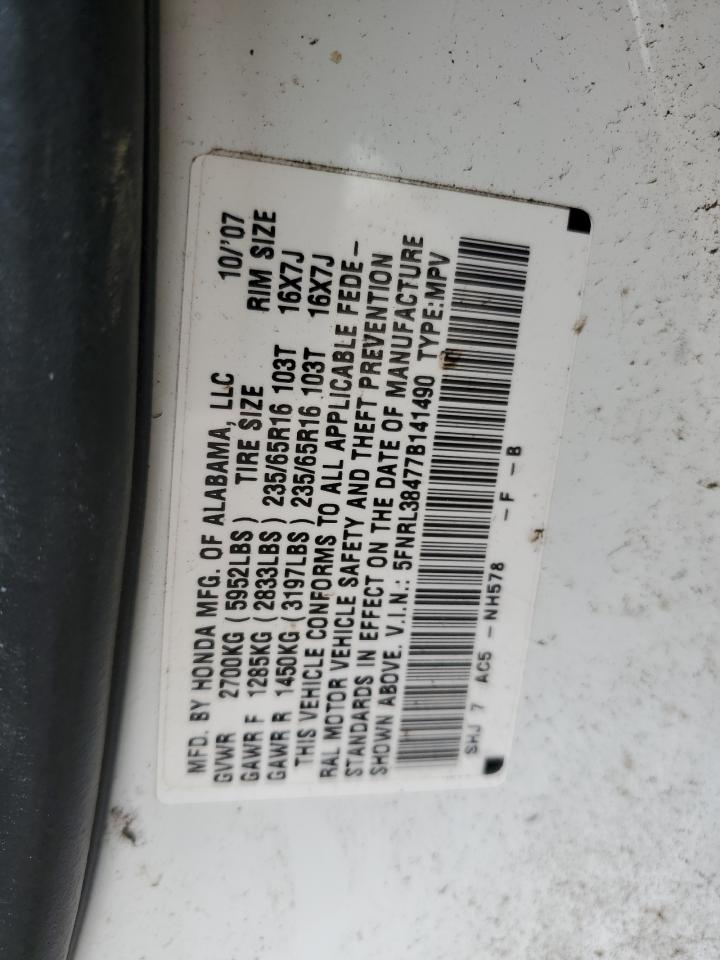 MFD. BY HONDA MFG. OF ALABAMA, LLC 10/'07
GVWR 2700KG (5952LBS) TIRE SIZE RIM SIZE
GAWR F 1285KG (2833LBS) 235/65R16 103T 16X7J
GAWR R 1450KG (3197LBS) 235/65R16 103T 16X7J
THIS VEHICLE CONFORMS TO ALL APPLICABLE FEDE-
RAL MOTOR VEHICLE SAFETY AND THEFT PREVENTION
STANDARDS IN EFFECT ON THE DATE OF MANUFACTURE
SHOWN ABOVE. V.I.N.: 5FNRL38477B141490 TYPE:MPV
SHJ 7 AC5 -NH578 -F -B